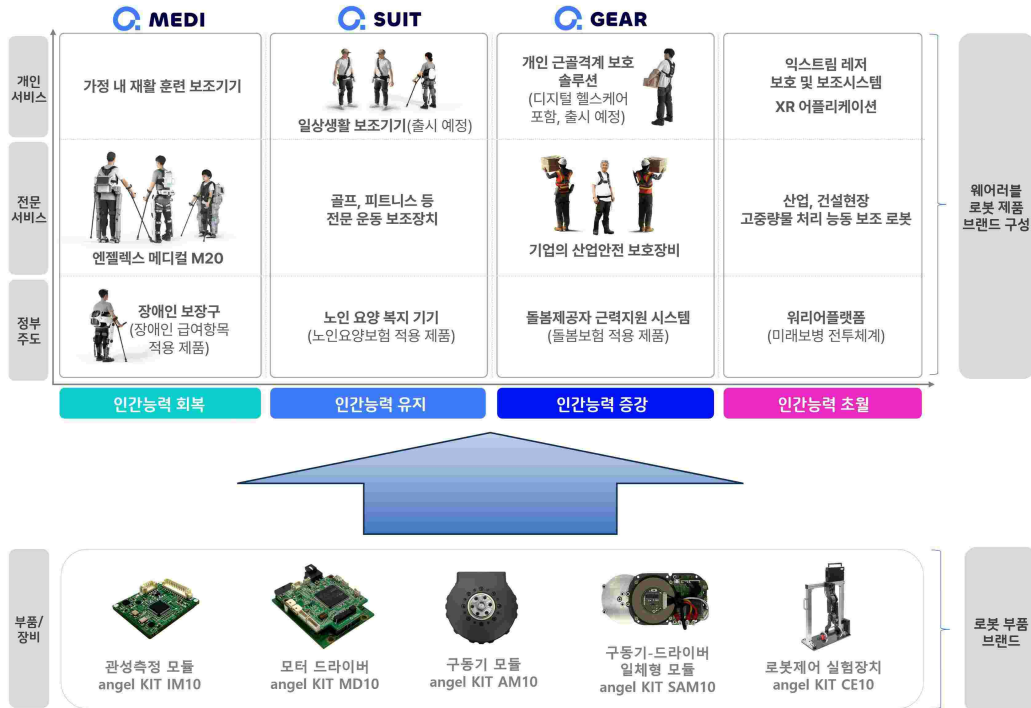 MEDI
SUIT
GEAR
개인
서비스
가정 내 재활 훈련 보조기기
일상생활 보조기기(출시 예정)
개인 근골격계 보호
솔루션
(디지털 헬스케어
포함, 출시 예정)
익스트림 레저
보호 및 보조시스템
XR 어플리케이션
전문
서비스
엔젤렉스 메디컬 M20
골프, 피트니스 등
전문 운동 보조장치
기업의 산업안전 보호장비
산업, 건설현장
고중량물 처리 능동 보조 로봇
웨어러블
로봇 제품
브랜드 구성
정부
주도
장애인 보장구
(장애인 급여항목
적용 제품)
노인 요양 복지 기기
(노인요양보험 적용 제품)
돌봄제공자 근력지원 시스템
(돌봄보험 적용 제품)
워리어플랫폼
(미래보병 전투체계)
인간능력 회복
인간능력 유지
인간능력 증강
인간능력 초월
부품/
장비
관성측정 모듈
angel KIT IM10
모터 드라이버
angel KIT MD10
구동기 모듈
angel KIT AM10
구동기-드라이버
일체형 모듈
angel KIT SAM10
로봇제어 실험장치
angel KIT CE10
로봇 부품
브랜드